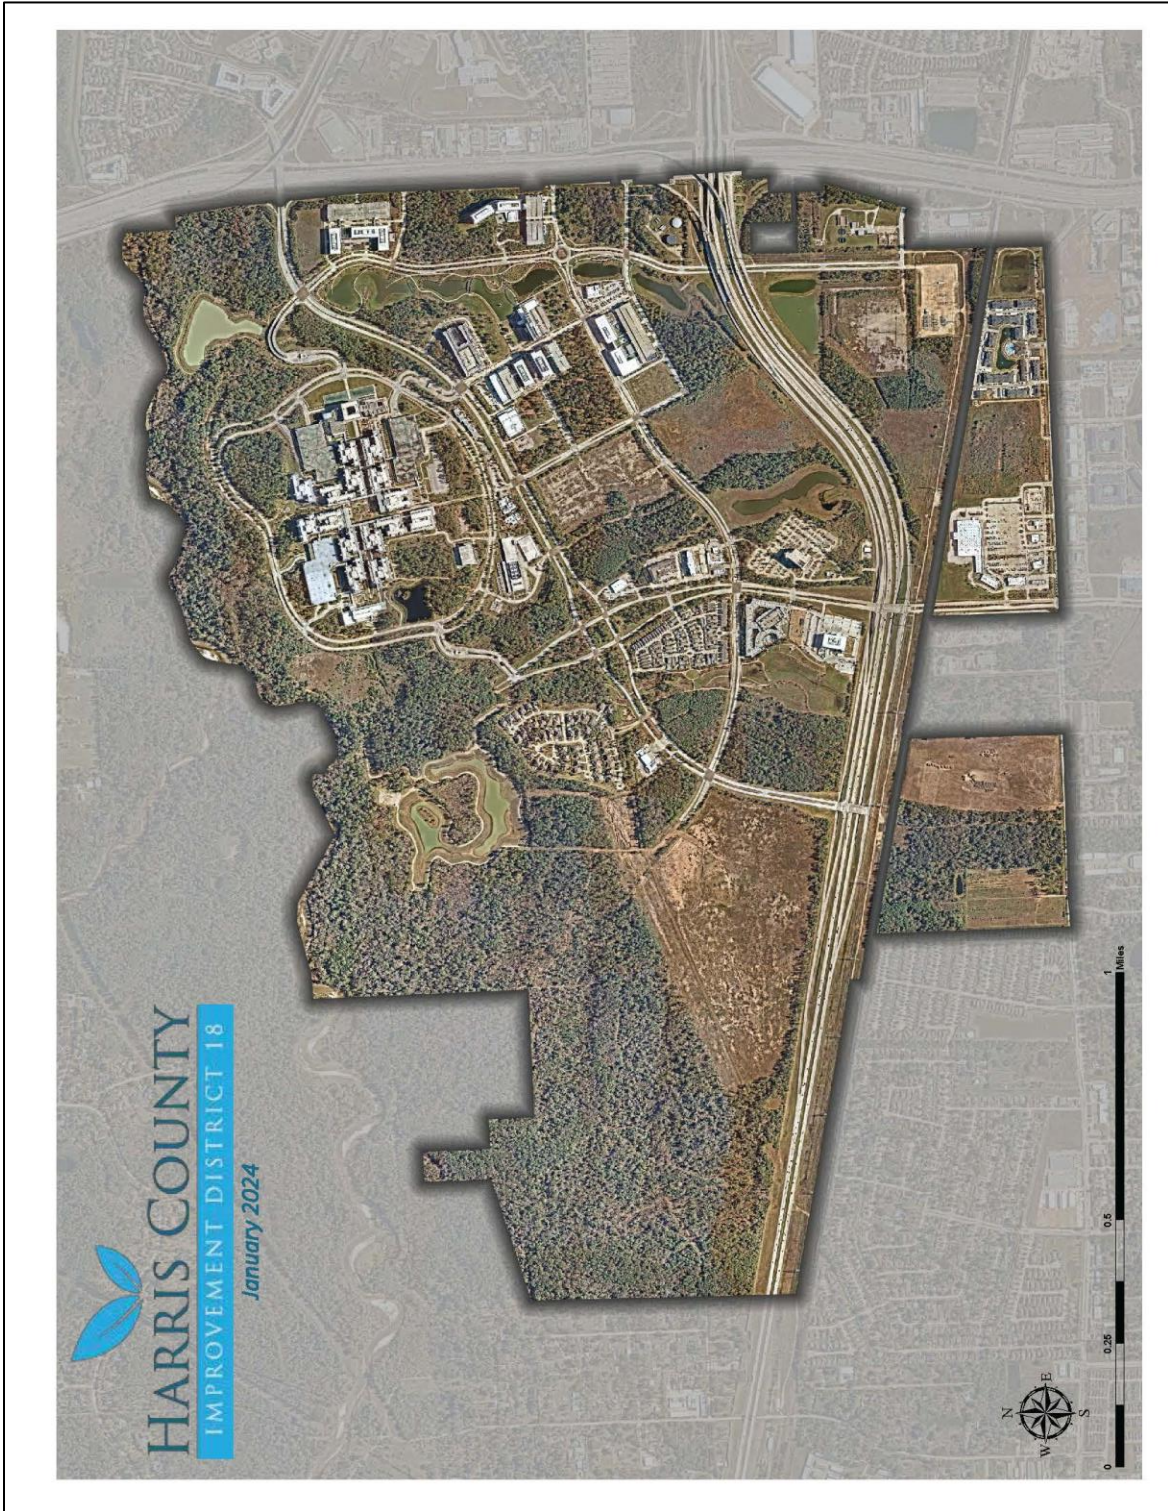 HARRIS COUNTY
IMPROVEMENT DISTRICT 18
January 2024
N
W
E
S
0
0.25
0.5
1
Miles